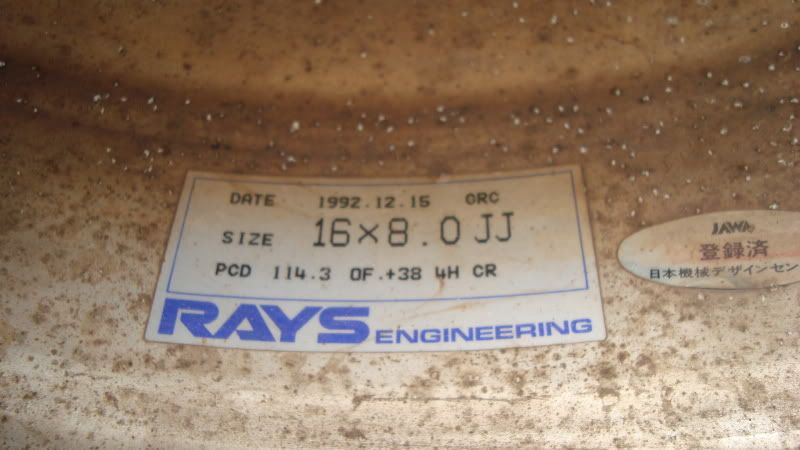 DATE 1992.12.15 GRC
SIZE 16×8.0JJ
PCD 114.3 OF.+38 4H CR
RAYS ENGINEERING
JAWA
登録済
日本機械デザインセン